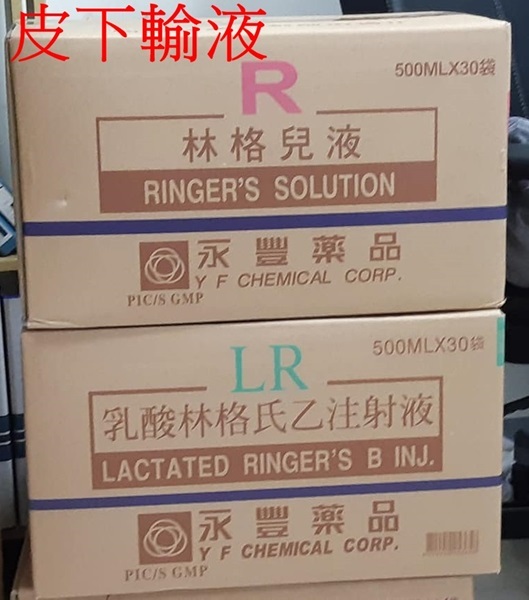 皮下輸液
R
500MLX30袋
林格兒液
RINGER'S SOLUTION
永豐藥品
Y F CHEMICAL CORP.
PIC/S GMP
LR
500MLX30袋
乳酸林格氏乙注射液
LACTATED RINGER'S B INJ.
永豐藥品
Y F CHEMICAL CORP.
PIC/S GMP